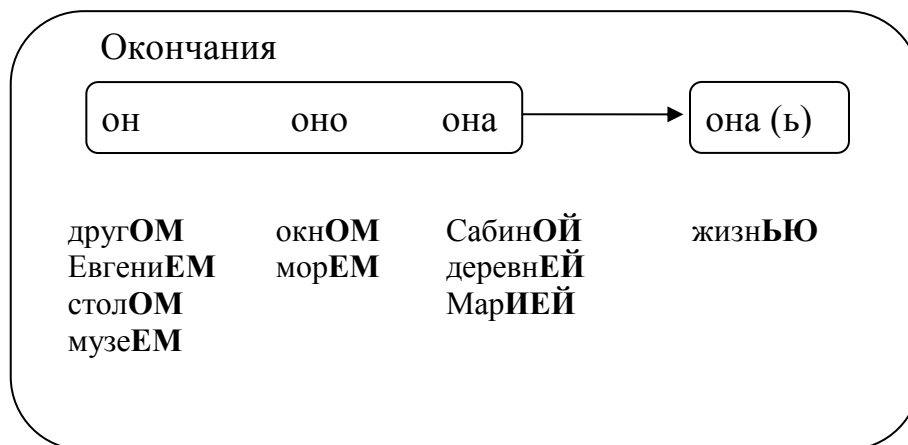 Окончания
он оно она она (ь)
другОМ окнОМ СабинОЙ жизнЬЮ
ЕвгениЕМ морЕМ деревнЕЙ
столОМ МарИЕЙ
музеЕМ